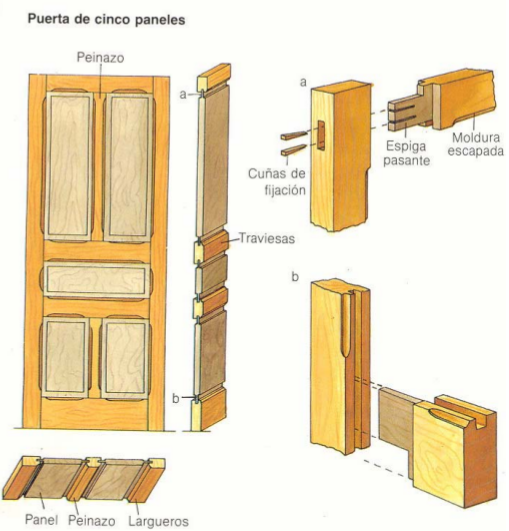 Puerta de cinco paneles
Peinazo
a
Traviesas
b
Panel Peinazo Largueros
a
Cuñas de
fijación
Espiga
pasante
Moldura
escapada
b